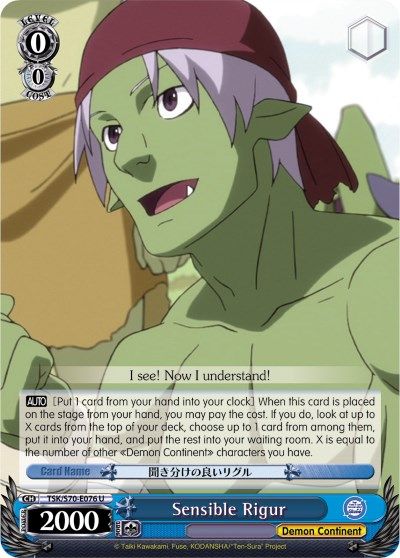 LEVEL
0
0
COST
I see! Now I understand!
AUTO [Put 1 card from your hand into your clock] When this card is placed
on the stage from your hand, you may pay the cost. If you do, look at up to
X cards from the top of your deck, choose up to 1 card from among them,
put it into your hand, and put the rest into your waiting room. X is equal to the
number of other «Demon Continent» characters you have.
Card Name 聞き分けの良いリグル
CH TSK/S70-E076 U
POWER 2000 Sensible Rigur
Demon Continent
© Taiki Kawakami, Fuse, KODANSHA/"Ten-Sura" Project